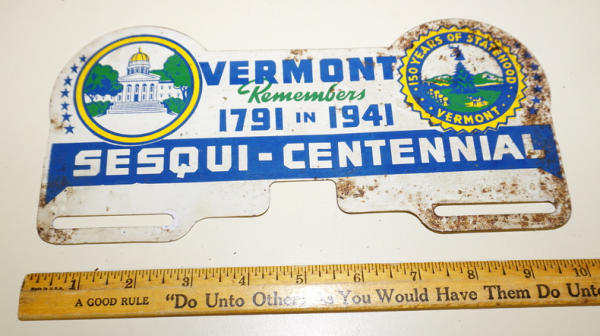 VERMONT
Remembers
1791 IN 1941
150 YEARS OF STATEHOOD
VERMONT
SESQUI-CENTENNIAL
1 2 3 4 5 6 7 8 9 10
A GOOD RULE "Do Unto Others As You Would Have Them Do Unto